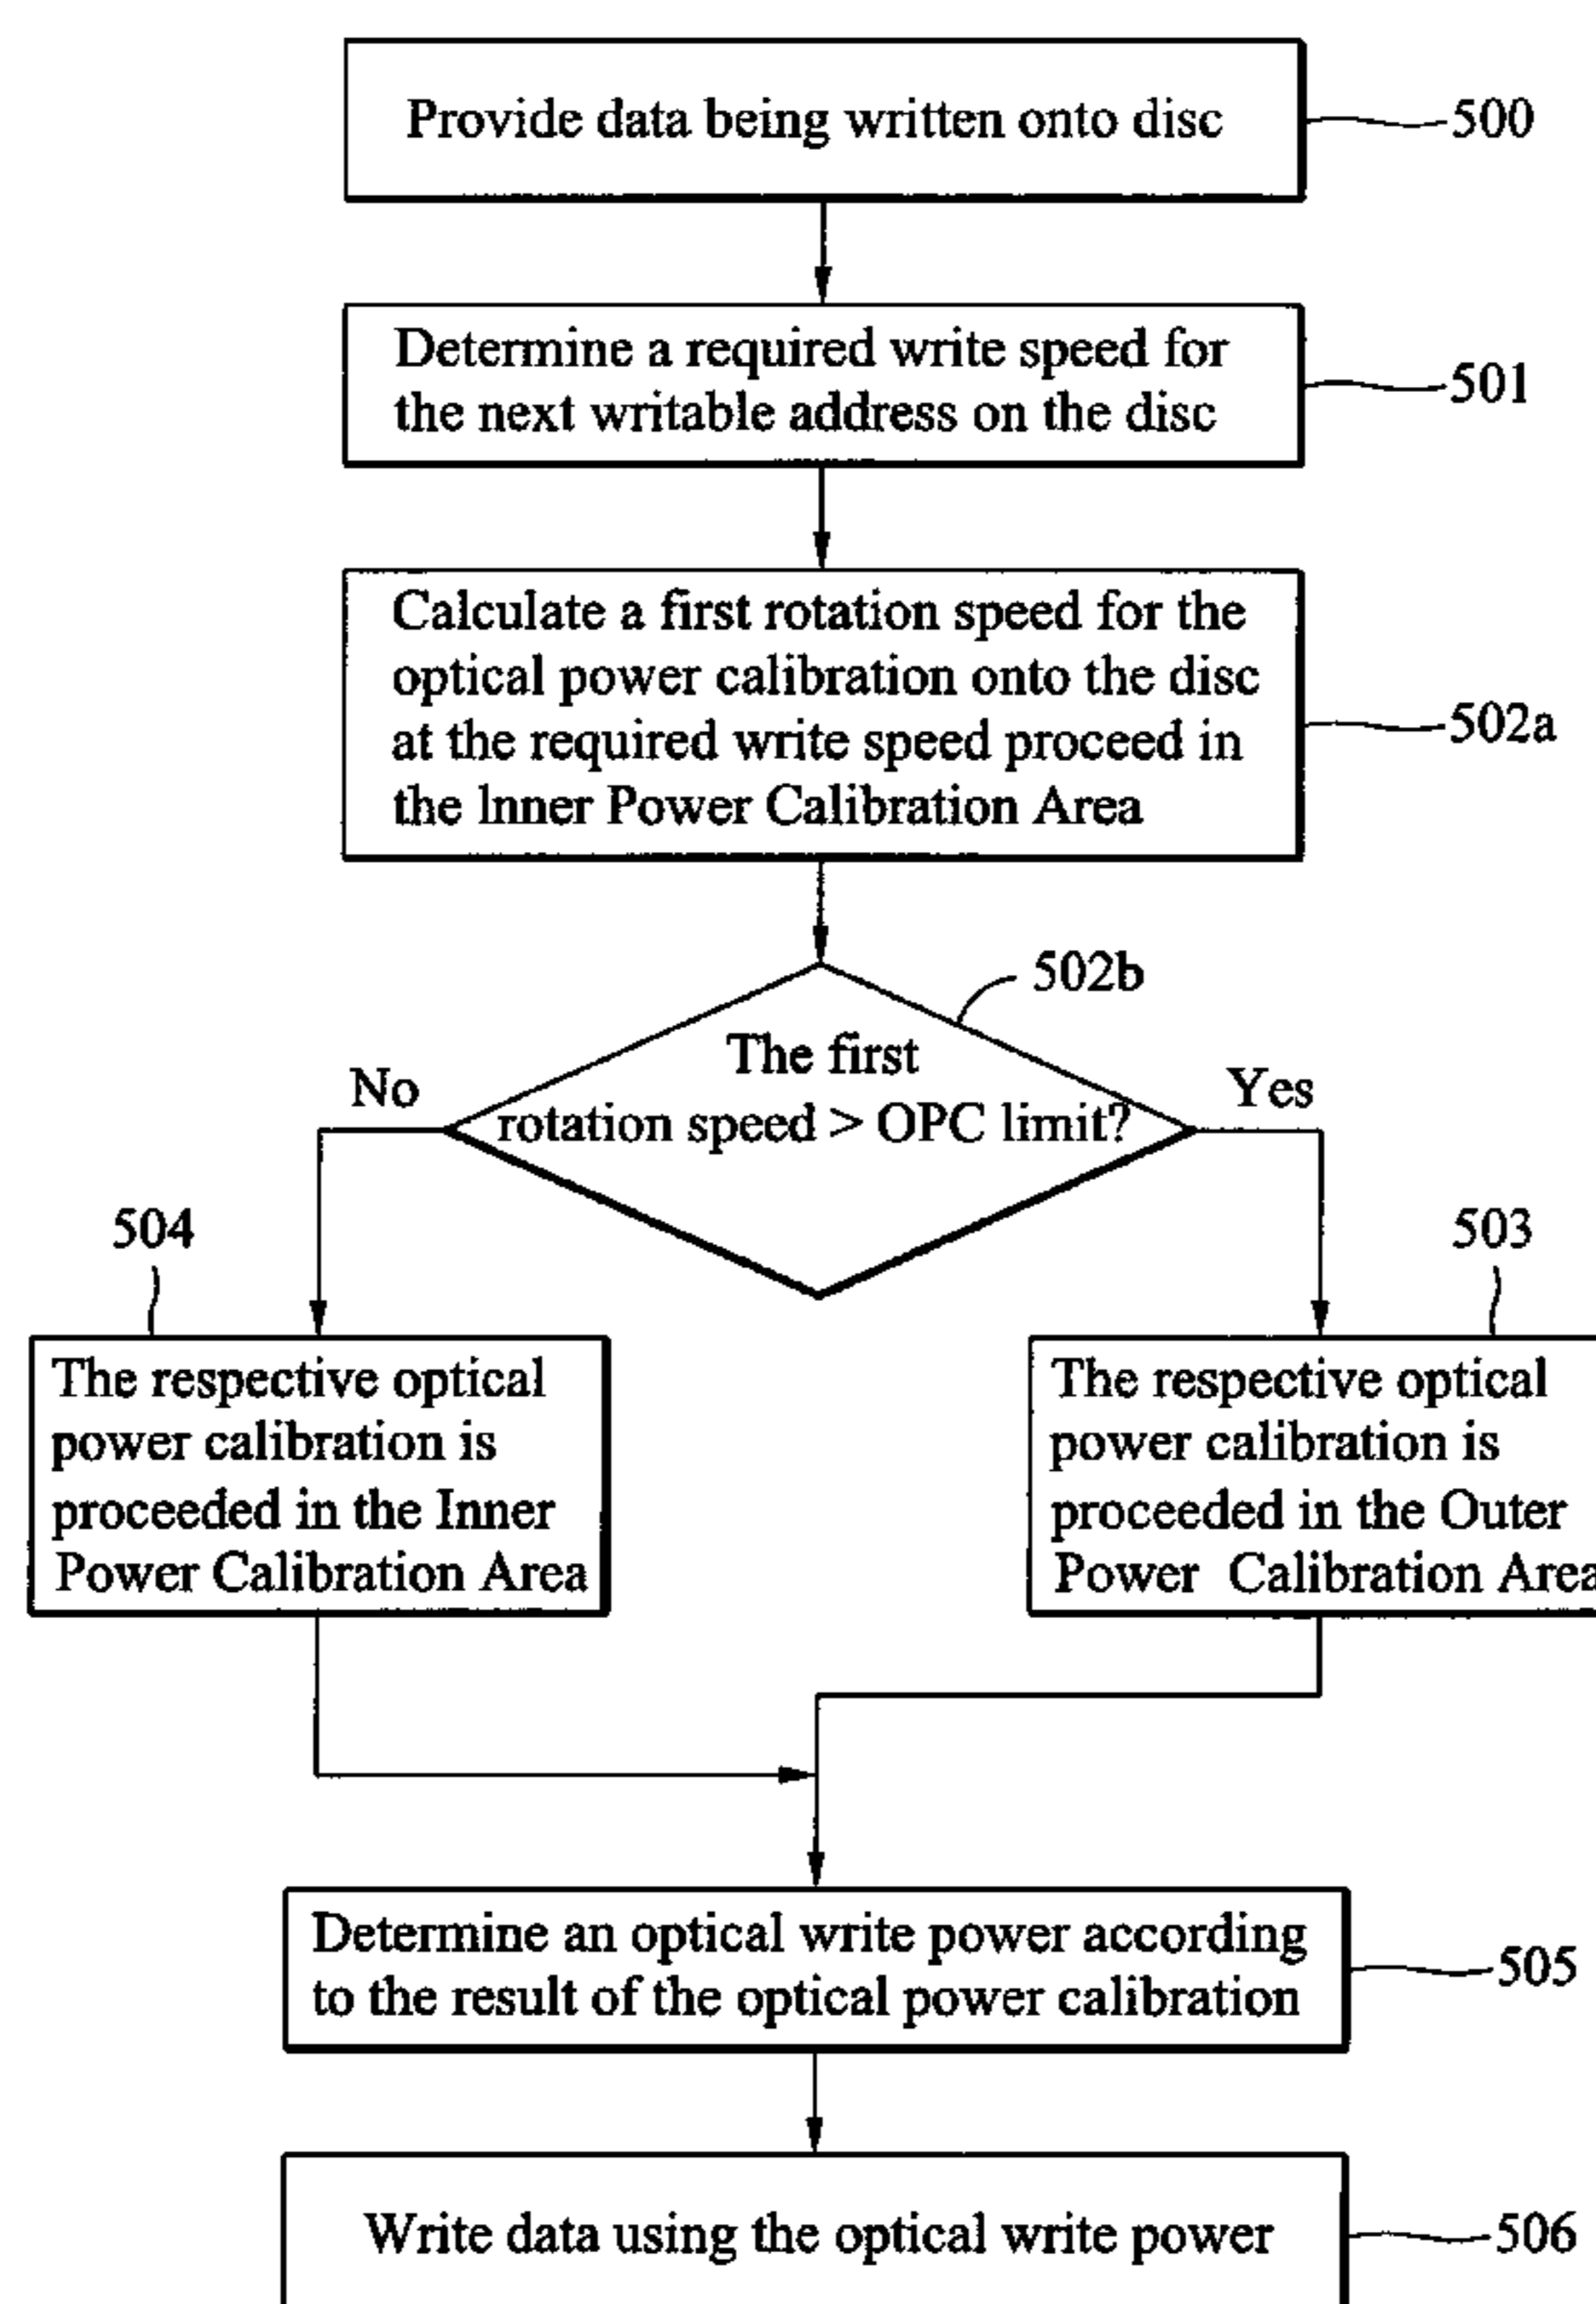 Provide data being written onto disc
500
Determine a required write speed for
the next writable address on the disc
501
Calculate a first rotation speed for the
optical power calibration onto the disc
at the required write speed proceed in
the Inner Power Calibration Area
502a
502b
The first
rotation speed > OPC limit?
No
Yes
504
503
The respective optical
power calibration is
proceeded in the Inner
Power Calibration Area
The respective optical
power calibration is
proceeded in the Outer
Power Calibration Area
Determine an optical write power according
to the result of the optical power calibration
505
Write data using the optical write power
506